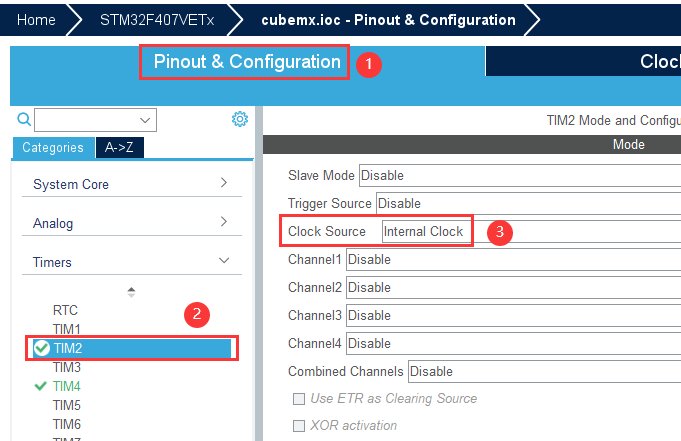 Home
STM32F407VETx
cubemx.ioc - Pinout & Configuration
Pinout & Configuration
1
Cloc
TIM2 Mode and Configu
Categories
A->Z
Mode
System Core
Slave Mode Disable
Trigger Source Disable
Analog
Clock Source Internal Clock
3
Timers
Channel1 Disable
Channel2 Disable
RTC
2
Channel3 Disable
TIM1
TIM2
Channel4 Disable
TIM3
Combined Channels Disable
TIM4
Use ETR as Clearing Source
TIM5
TIM6
XOR activation
TIM7